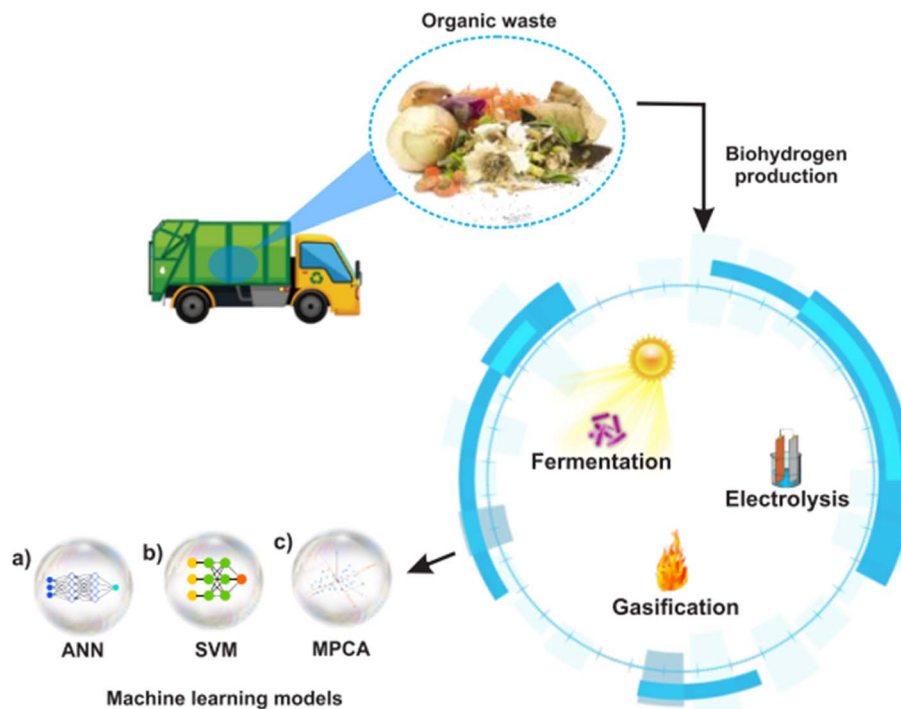 Organic waste
Biohydrogen
production
Fermentation
Electrolysis
Gasification
a)
b)
c)
ANN
SVM
MPCA
Machine learning models